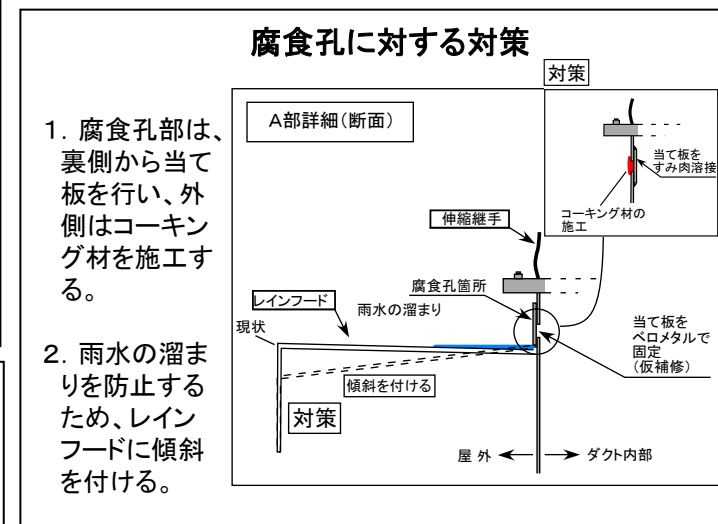 腐食孔に対する対策
1．腐食孔部は、
裏側から当て
板を行い、外
側はコーキン
グ材を施工す
る。
2．雨水の溜ま
りを防止する
ため、レイン
フードに傾斜
を付ける。
対策
A部詳細（断面）
当て板を
すみ肉溶接
コーキング材の
施工
伸縮継手
腐食孔箇所
レインフード
雨水の溜まり
現状
当て板を
ベロメタルで
固定
（仮補修）
傾斜を付ける
対策
屋 外
ダクト内部